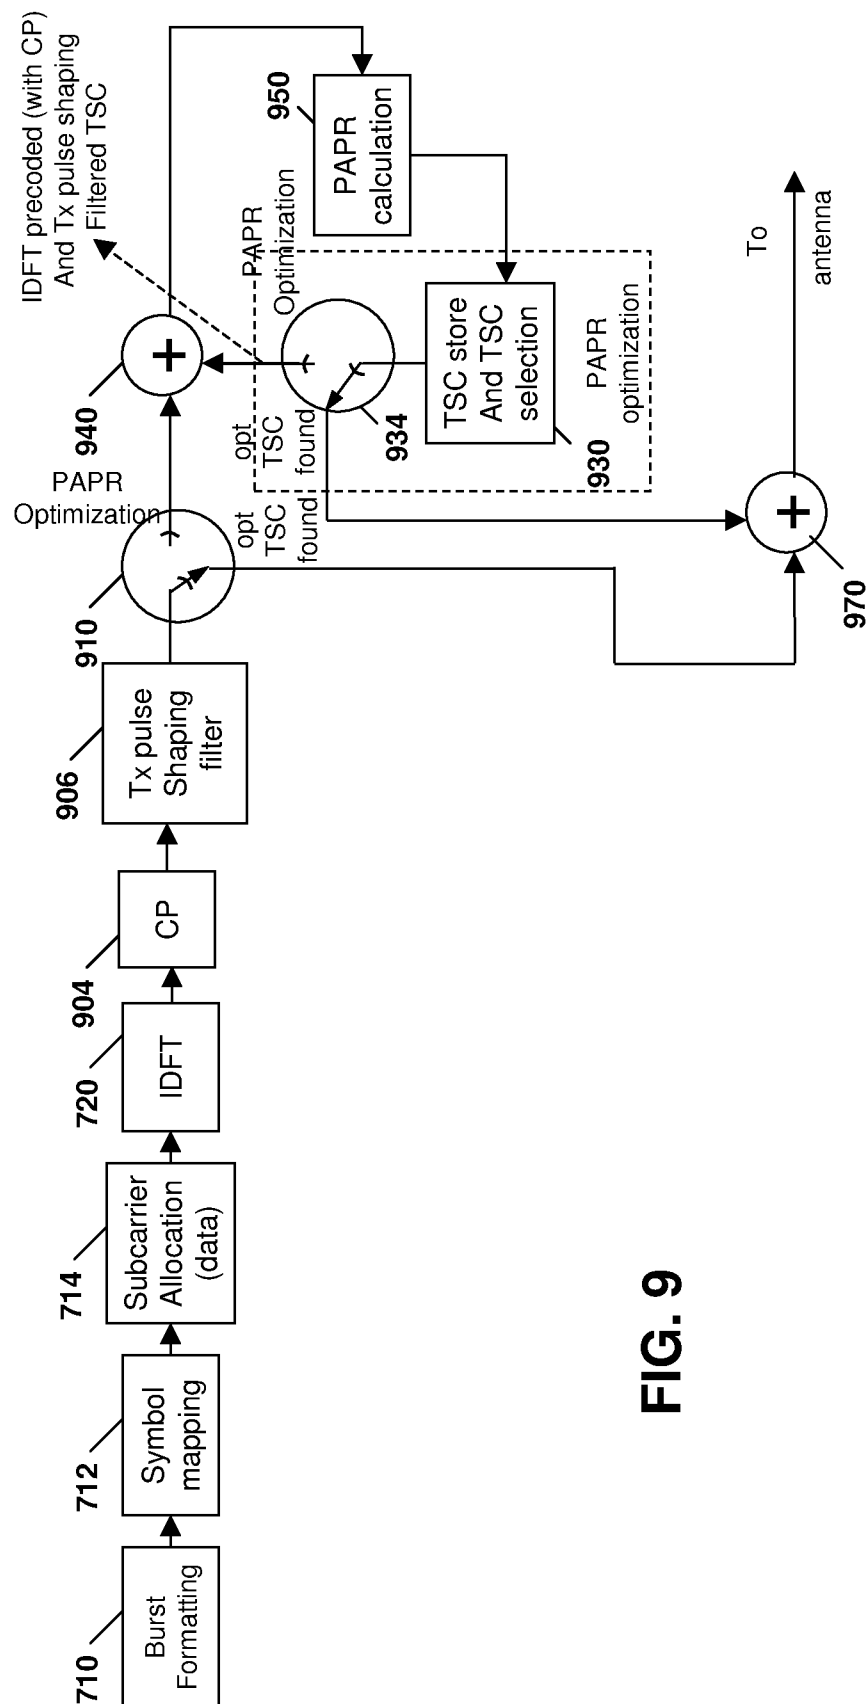 710
Burst
Formatting
712
Symbol
mapping
714
Subcarrier
Allocation
(data)
720
IDFT
904
CP
906
Tx pulse
Shaping
filter
910
PAPR
Optimization
opt
TSC
found
940
+
IDFT precoded (with CP)
And Tx pulse shaping
Filtered TSC
opt
TSC
found
934
PAPR
Optimization
950
PAPR
calculation
TSC store
And TSC
selection
930
PAPR
optimization
+
970
To
antenna
FIG. 9